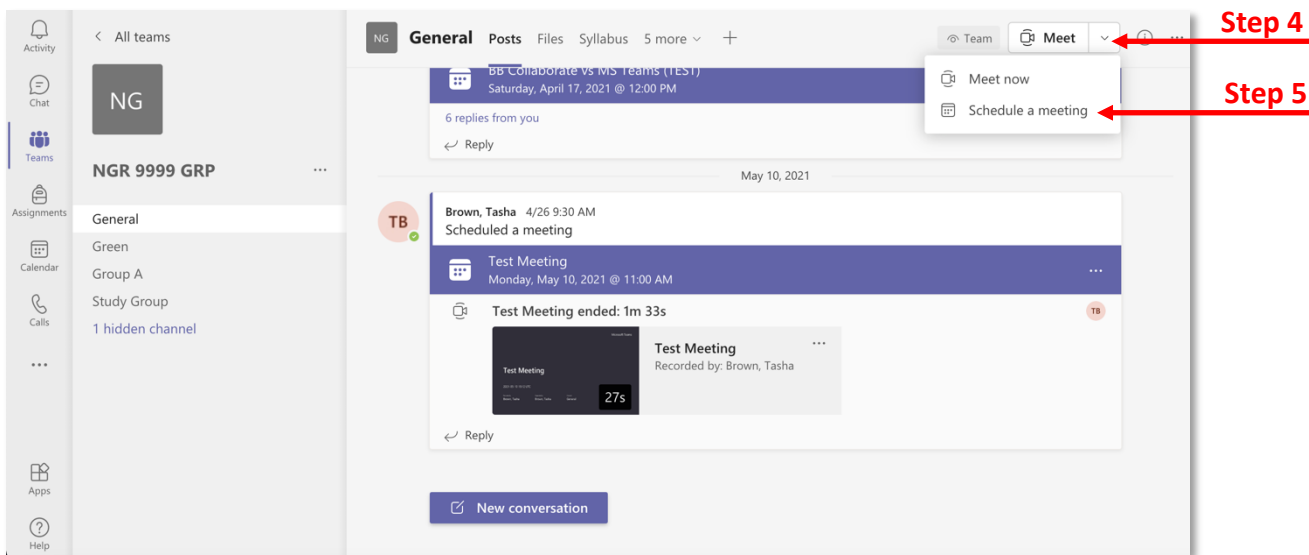 Step 4
Step 5
Activity
Chat
Teams
Assignments
Calendar
Calls
Apps
Help
All teams
NG
NGR 9999 GRP
General
Green
Group A
Study Group
1 hidden channel
NG General Posts Files Syllabus 5 more
Team
Meet
Meet now
Schedule a meeting
BB Collaborate vs MS Teams (TEST)
Saturday, April 17, 2021 @ 12:00 PM
6 replies from you
Reply
May 10, 2021
TB
Brown, Tasha 4/26 9:30 AM
Scheduled a meeting
Test Meeting
Monday, May 10, 2021 @ 11:00 AM
Test Meeting ended: 1m 33s
TB
Test Meeting
27s
Test Meeting
Recorded by: Brown, Tasha
Reply
New conversation